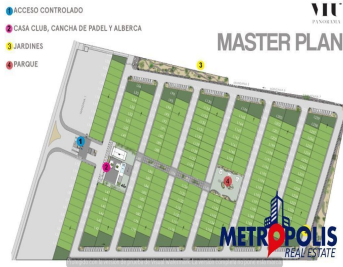 1 ACCESO CONTROLADO
2 CASA CLUB, CANCHA DE PADEL Y ALBERCA
3 JARDINES
4 PARQUE
VIU
PANORAMA
MASTER PLAN
3
1
2
4
METROPOLIS
REAL ESTATE